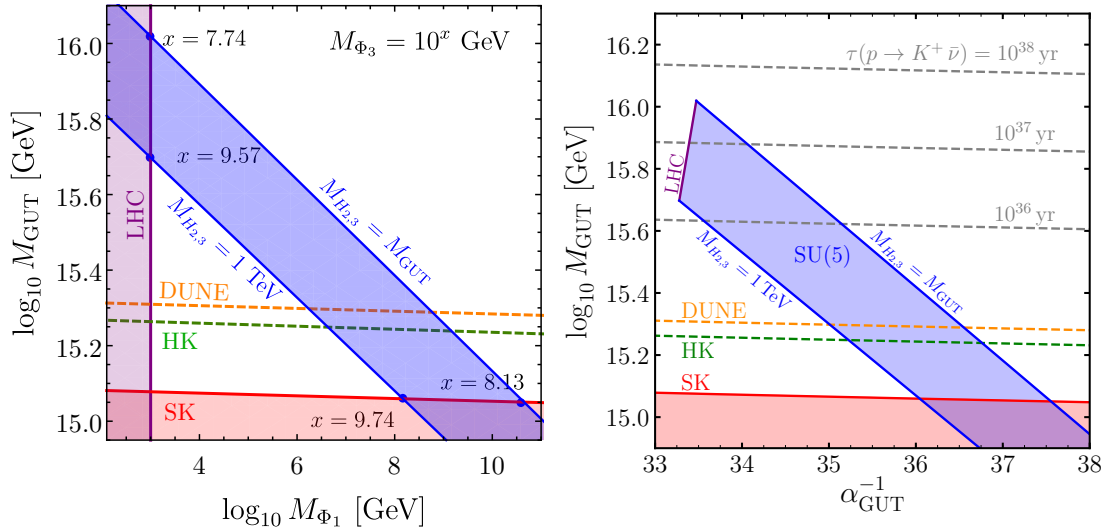 16.0
15.8
15.6
15.4
15.2
15.0
log₁₀ M_GUT [GeV]
x = 7.74
M_Φ₃ = 10ˣ GeV
x = 9.57
LHC
M_H₂,₃ = M_GUT
M_H₂,₃ = 1 TeV
DUNE
HK
x = 8.13
SK
x = 9.74
4 6 8 10
log₁₀ M_Φ₁ [GeV]
16.2
16.0
15.8
15.6
15.4
15.2
15.0
log₁₀ M_GUT [GeV]
τ(p → K⁺ ν̄) = 10³⁸ yr
10³⁷ yr
LHC
10³⁶ yr
SU(5)
M_H₂,₃ = M_GUT
M_H₂,₃ = 1 TeV
DUNE
HK
SK
33 34 35 36 37 38
α_GUT⁻¹